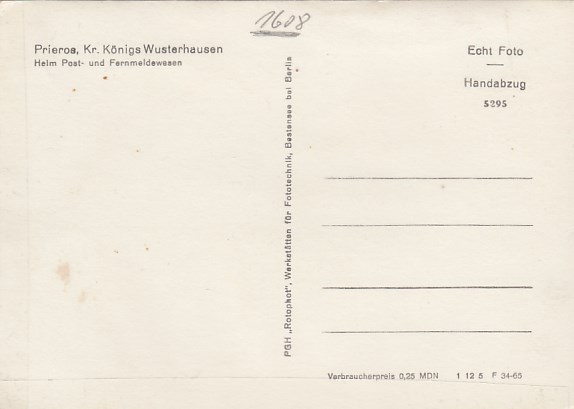 1608
Prieros, Kr. Königs Wusterhausen
Heim Post- und Fernmeldewesen
Echt Foto
Handabzug
5295
PGH „Rotophot", Werkstätten für Fototechnik, Bestensee bei Berlin
Verbraucherpreis 0,25 MDN 1 12 5 F 34-65